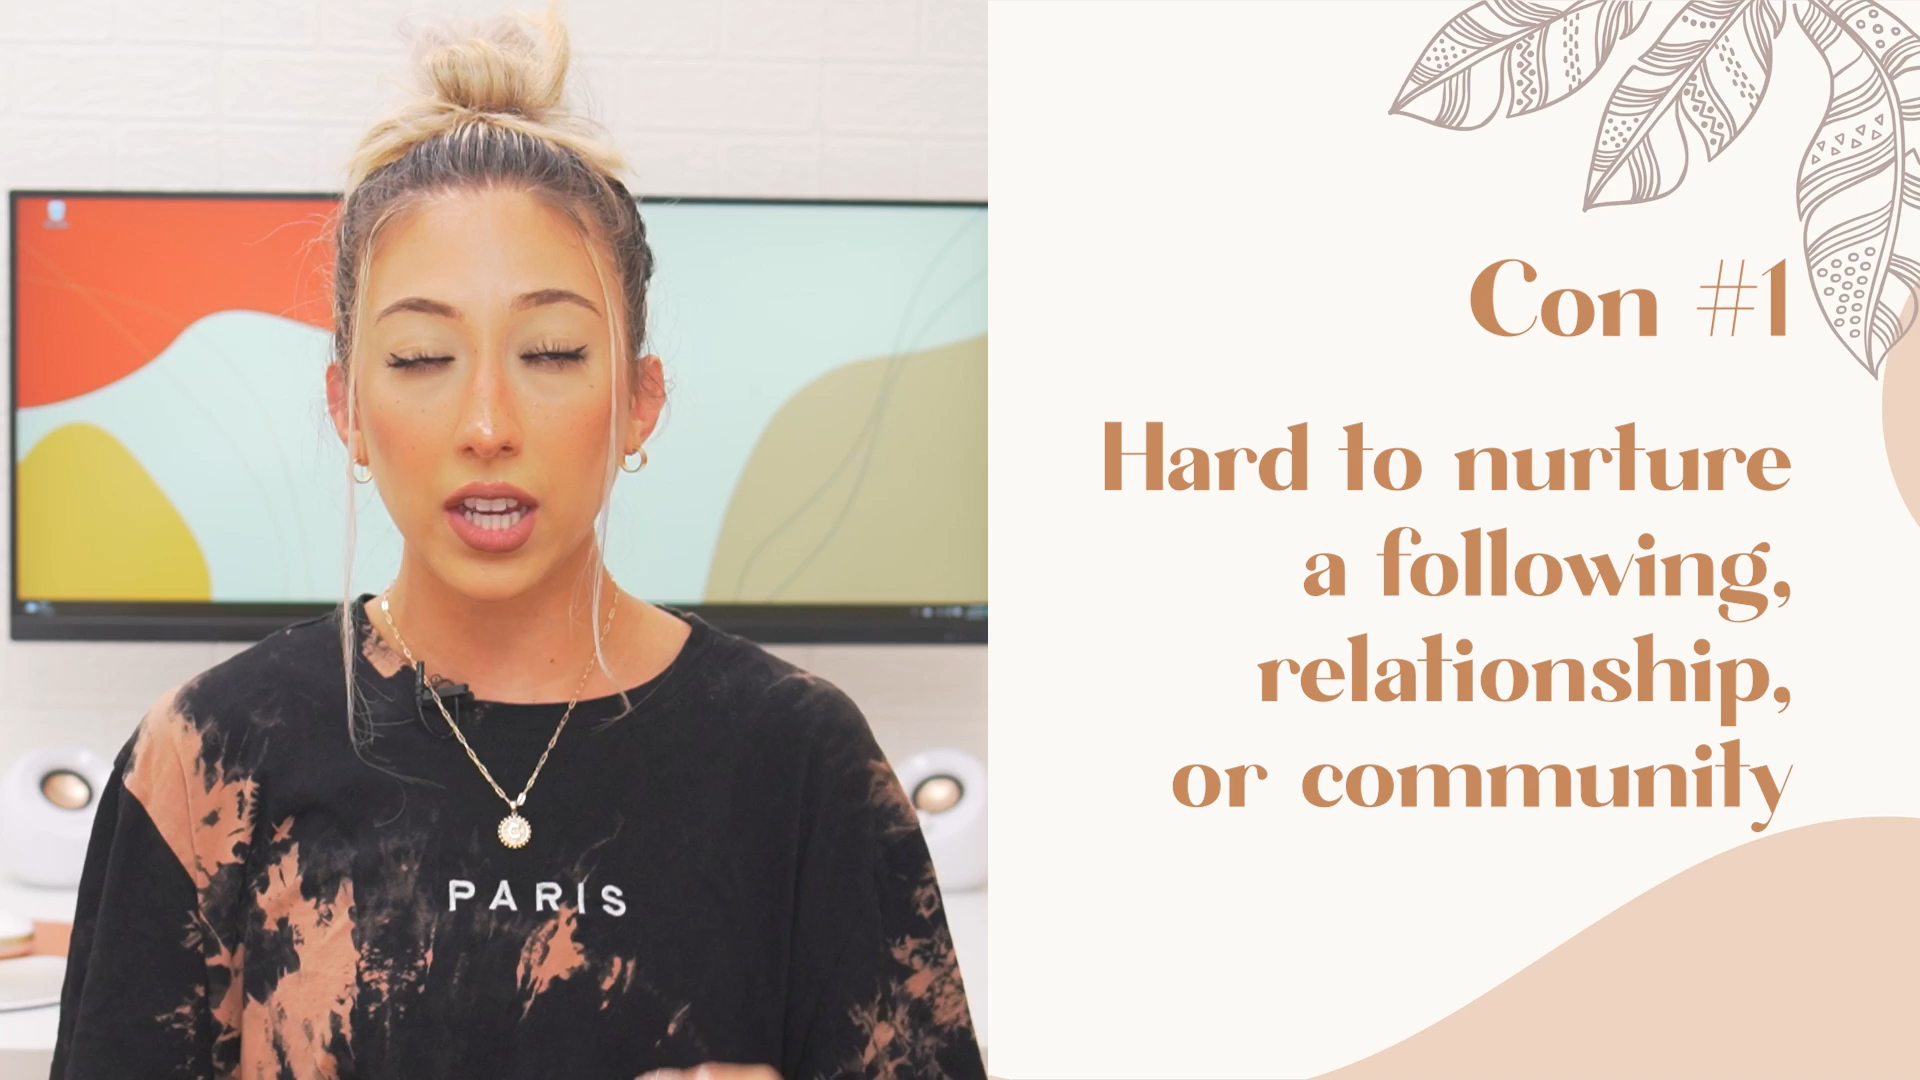 PARIS
Con #1
Hard to nurture
a following,
relationship,
or community